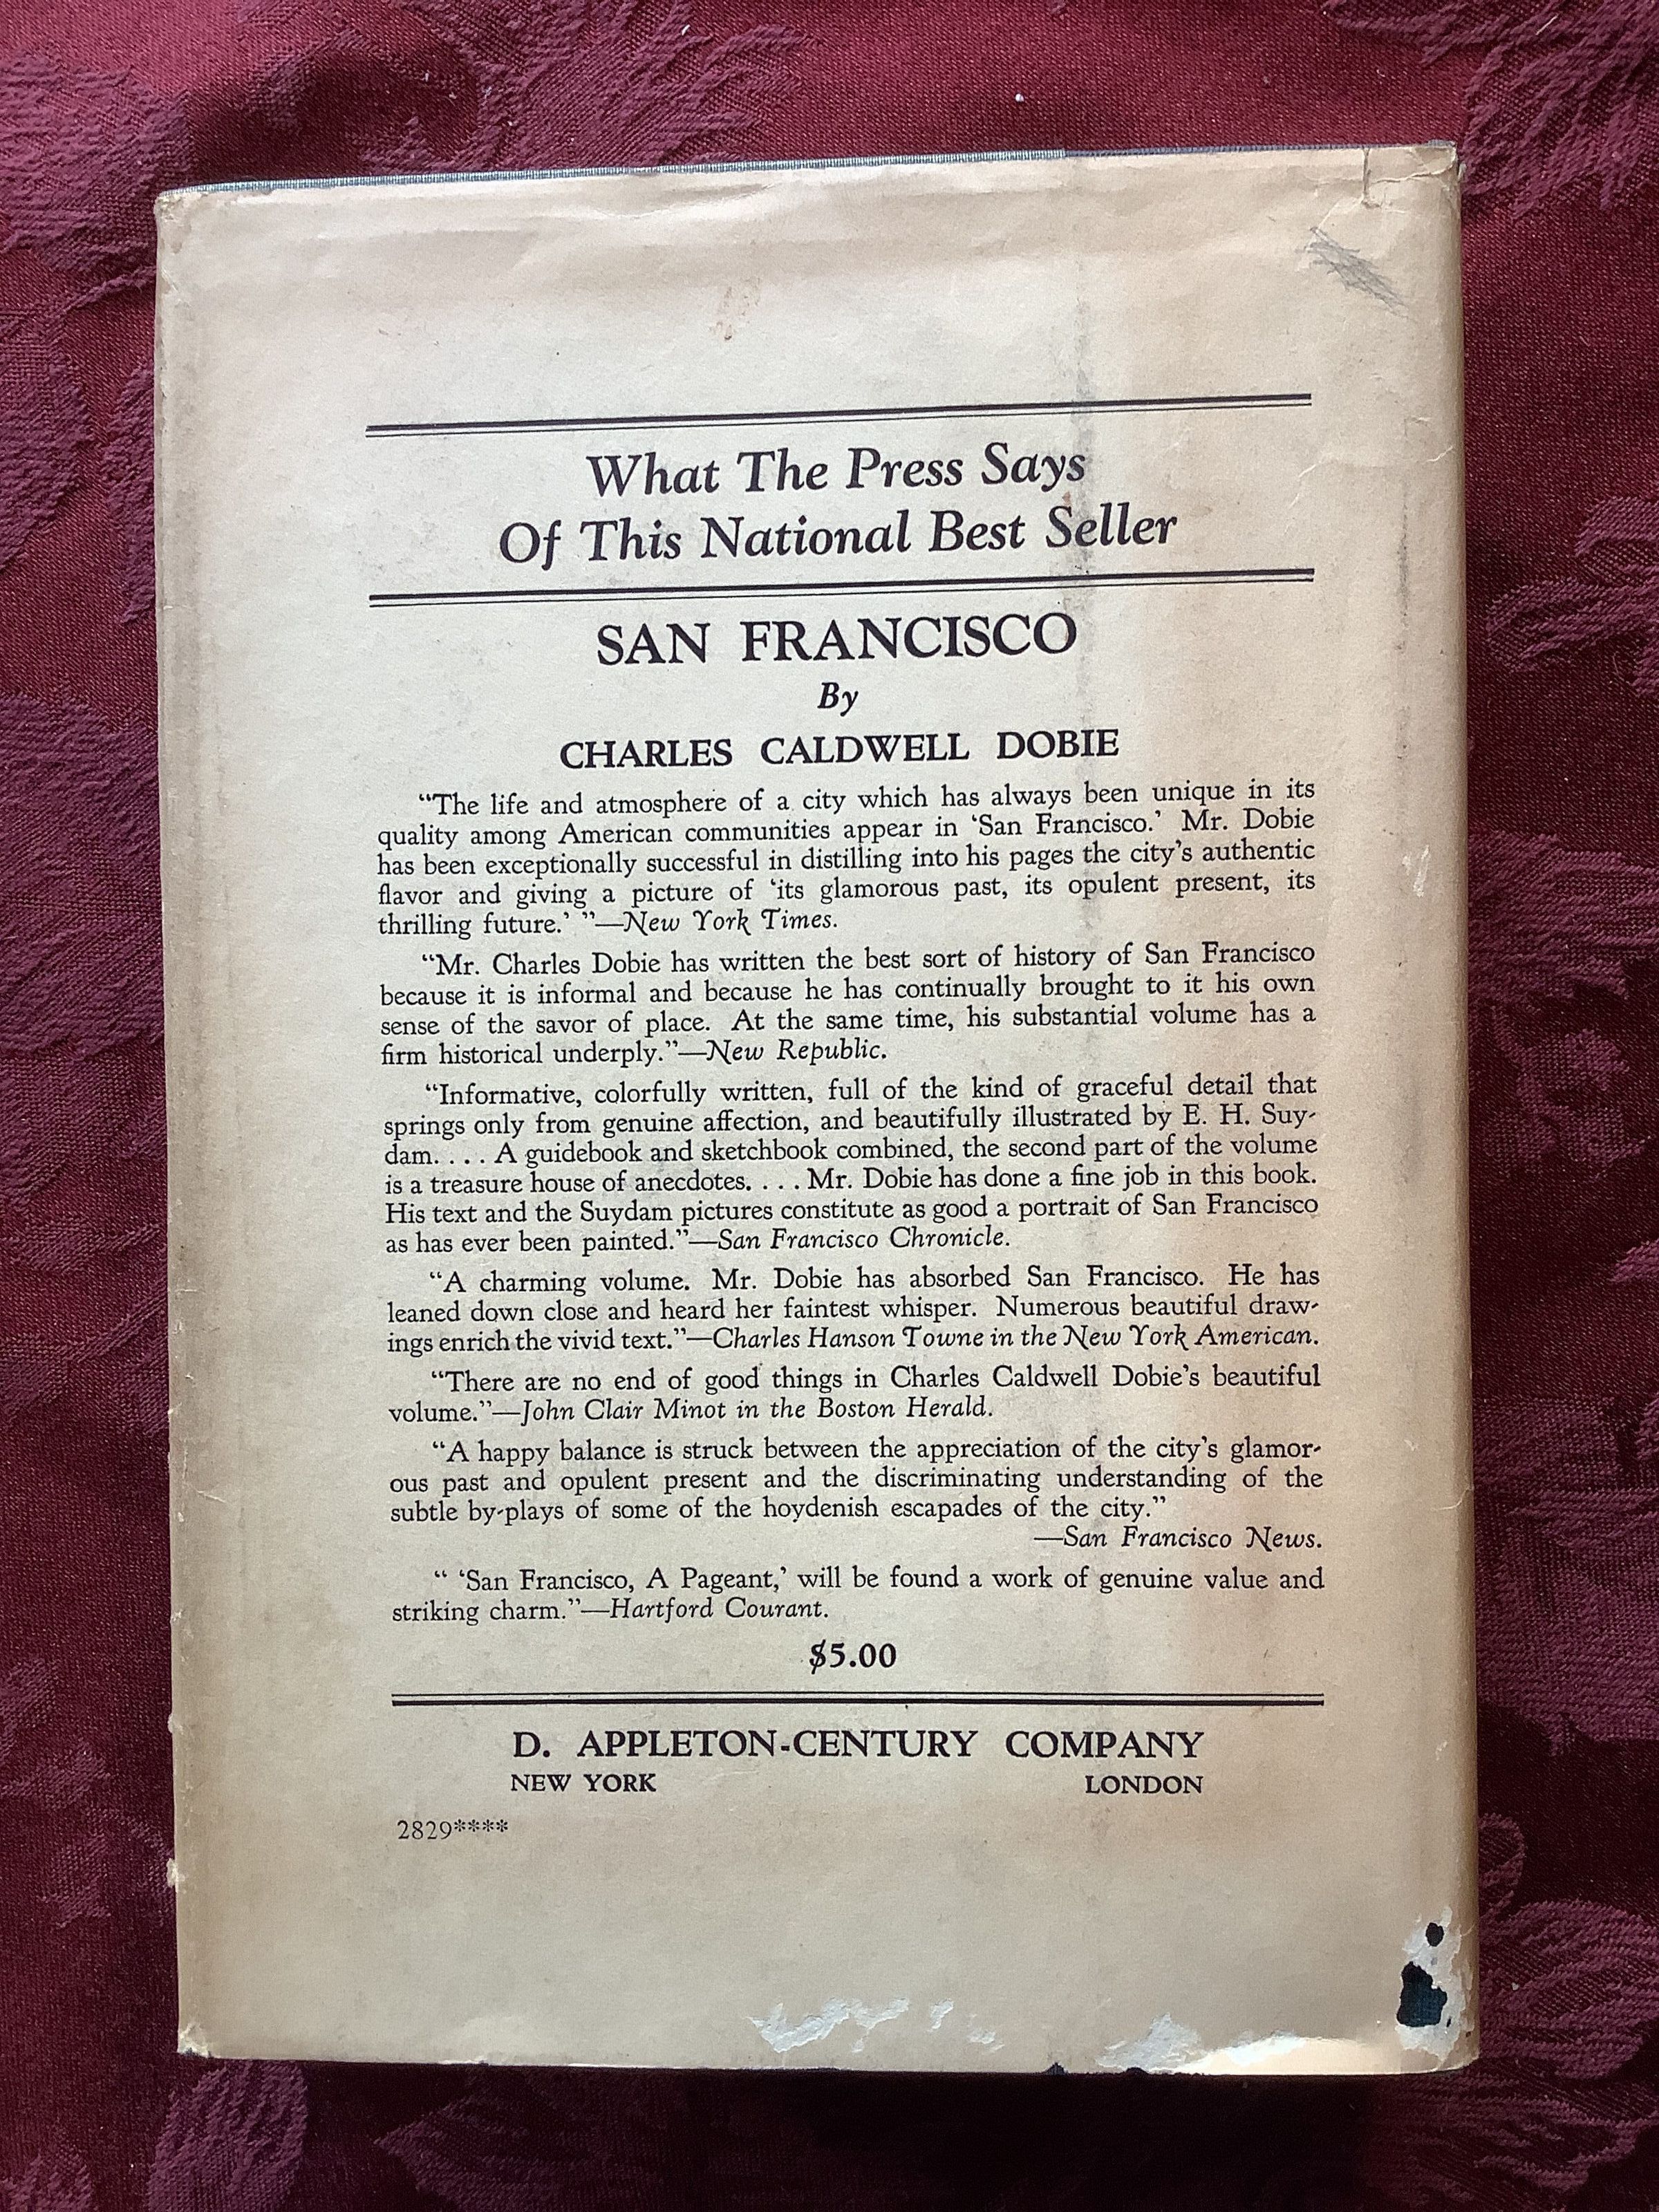 What The Press Says
Of This National Best Seller
SAN FRANCISCO
By
CHARLES CALDWELL DOBIE
“The life and atmosphere of a city which has always been unique in its
quality among American communities appear in ‘San Francisco.’ Mr. Dobie
has been exceptionally successful in distilling into his pages the city’s authentic
flavor and giving a picture of ‘its glamorous past, its opulent present, its
thrilling future.’ ”—New York Times.
“Mr. Charles Dobie has written the best sort of history of San Francisco
because it is informal and because he has continually brought to it his own
sense of the savor of place. At the same time, his substantial volume has a
firm historical underply.”—New Republic.
“Informative, colorfully written, full of the kind of graceful detail that
springs only from genuine affection, and beautifully illustrated by E. H. Suy-
dam. . . . A guidebook and sketchbook combined, the second part of the volume
is a treasure house of anecdotes. . . . Mr. Dobie has done a fine job in this book.
His text and the Suydam pictures constitute as good a portrait of San Francisco
as has ever been painted.”—San Francisco Chronicle.
“A charming volume. Mr. Dobie has absorbed San Francisco. He has
leaned down close and heard her faintest whisper. Numerous beautiful draw-
ings enrich the vivid text.”—Charles Hanson Towne in the New York American.
“There are no end of good things in Charles Caldwell Dobie’s beautiful
volume.”—John Clair Minot in the Boston Herald.
“A happy balance is struck between the appreciation of the city’s glamor-
ous past and opulent present and the discriminating understanding of the
subtle by-plays of some of the hoydenish escapades of the city.”
—San Francisco News.
“ ‘San Francisco, A Pageant,’ will be found a work of genuine value and
striking charm.”—Hartford Courant.
$5.00
D. APPLETON-CENTURY COMPANY
NEW YORK LONDON
2829****